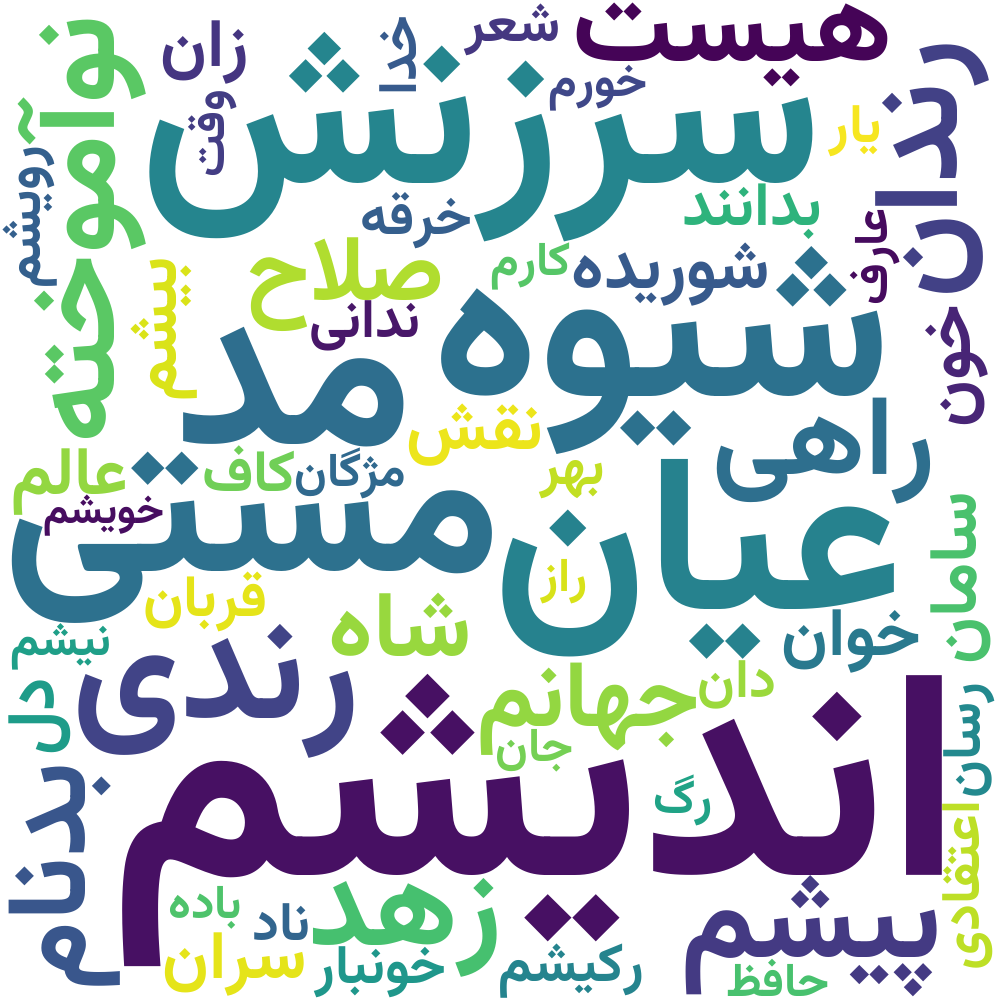 هیست
شعر
خدا
زان
نوآموخته
رندان
سرزنش
خورم
وقت
یار
رویشم
خرقه
بدانند
عارف
صلاح
کارم
شوریده
بیشم
ندانی
شیوه
خون
مد
نقش
راهی
عالم
کاف
مژگان
بهر
خویشم
مستی
عیان
راز
سامان
قربان
شاه
خوان
نیشم
رندی
دل
جهانم
دان
جان
رسان
اندیشم
رگ
بدنام
اعتقادی
باده
ناد
زهد
پیشم
سران
خونبار
رکیشم
حافظ